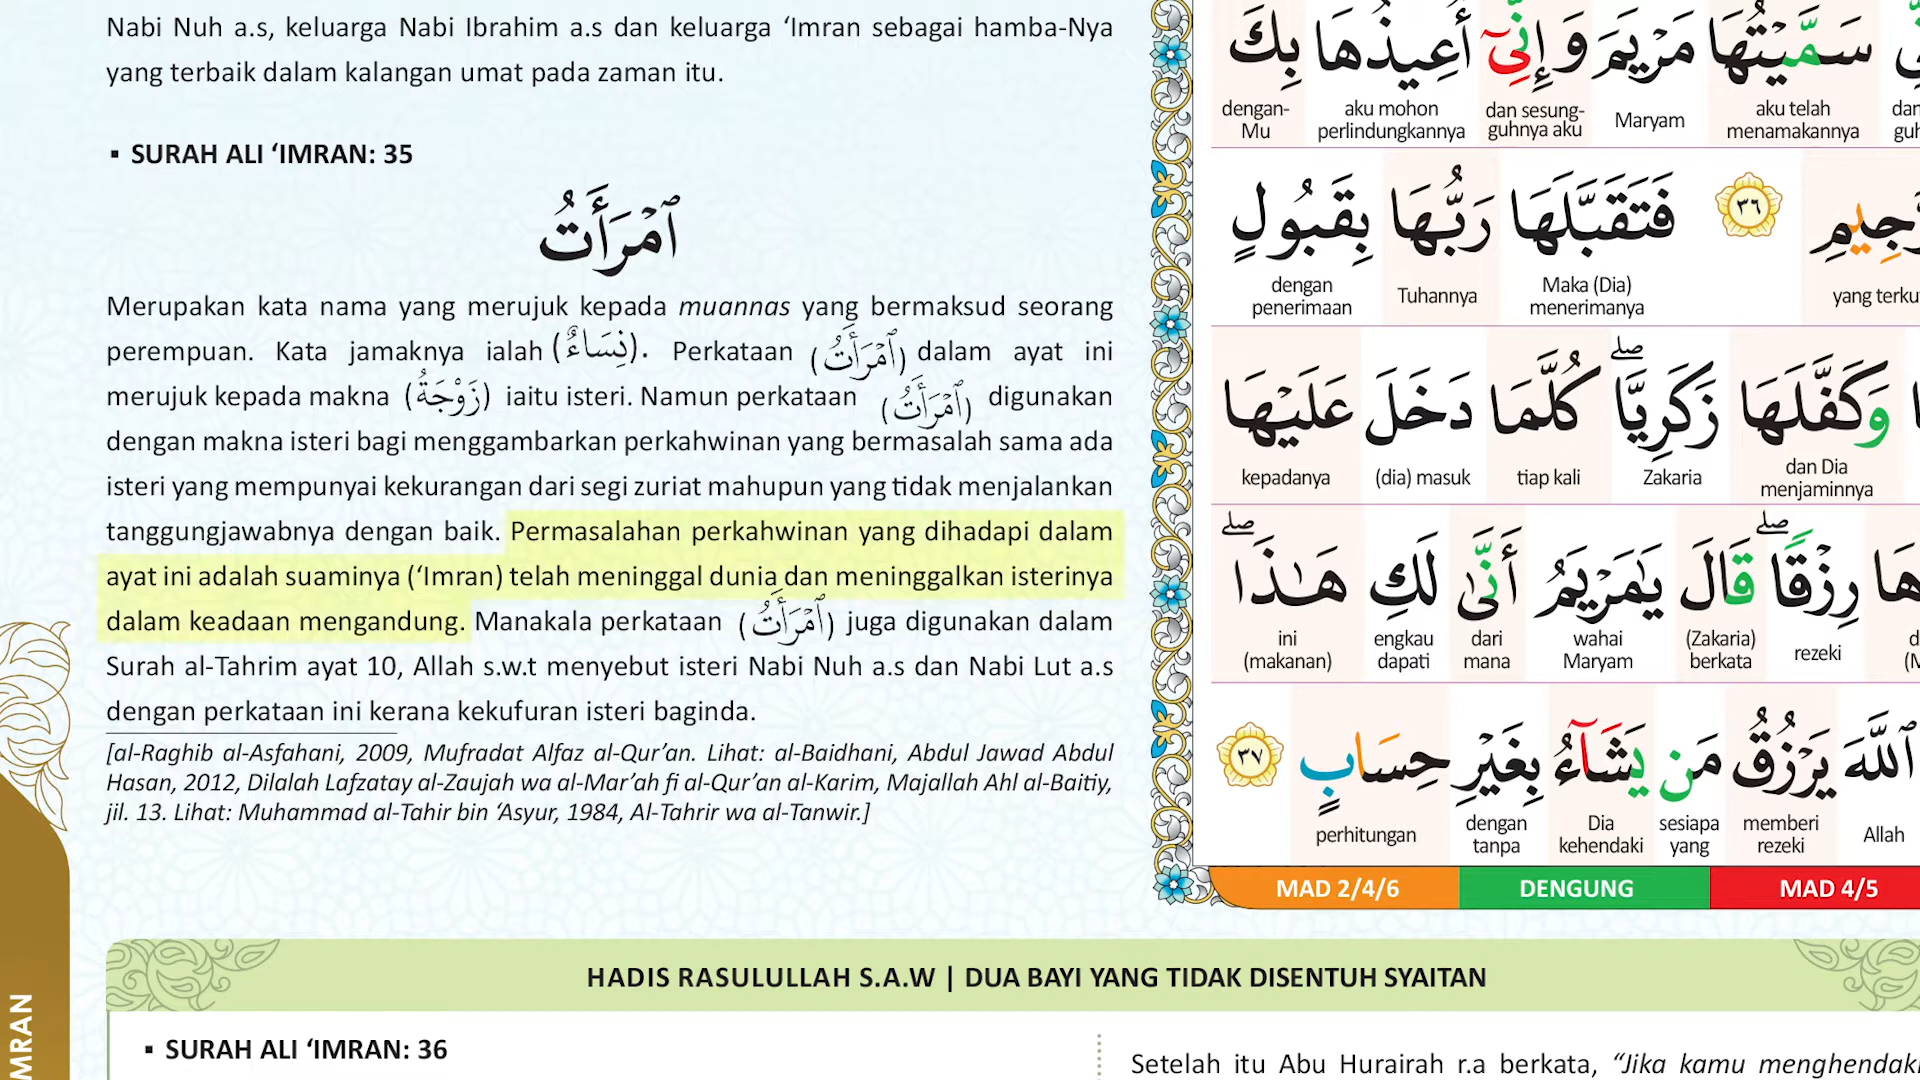 Nabi Nuh a.s, keluarga Nabi Ibrahim a.s dan keluarga ‘Imran sebagai hamba-Nya
yang terbaik dalam kalangan umat pada zaman itu.
▪ SURAH ALI ‘IMRAN: 35
ٱمْرَأَتُ
Merupakan kata nama yang merujuk kepada muannas yang bermaksud seorang
perempuan. Kata jamaknya ialah (نِسَاءٌ). Perkataan (ٱمْرَأَتُ) dalam ayat ini
merujuk kepada makna (زَوْجَةُ) iaitu isteri. Namun perkataan (ٱمْرَأَتُ) digunakan
dengan makna isteri bagi menggambarkan perkahwinan yang bermasalah sama ada
isteri yang mempunyai kekurangan dari segi zuriat mahupun yang tidak menjalankan
tanggungjawabnya dengan baik. Permasalahan perkahwinan yang dihadapi dalam
ayat ini adalah suaminya (‘Imran) telah meninggal dunia dan meninggalkan isterinya
dalam keadaan mengandung. Manakala perkataan (ٱمْرَأَتُ) juga digunakan dalam
Surah al-Tahrim ayat 10, Allah s.w.t menyebut isteri Nabi Nuh a.s dan Nabi Lut a.s
dengan perkataan ini kerana kekufuran isteri baginda.
[al-Raghib al-Asfahani, 2009, Mufradat Alfaz al-Qur’an. Lihat: al-Baidhani, Abdul Jawad Abdul
Hasan, 2012, Dilalah Lafzatay al-Zaujah wa al-Mar’ah fi al-Qur’an al-Karim, Majallah Ahl al-Baitiy,
jil. 13. Lihat: Muhammad al-Tahir bin ‘Asyur, 1984, Al-Tahrir wa al-Tanwir.]
سَمَّيْتُهَا مَرْيَمَ وَإِنِّىٓ أُعِيذُهَا بِكَ
dengan-Mu aku mohon perlindungkannya dan sesung-guhnya aku Maryam aku telah menamakannya
٣٦ فَتَقَبَّلَهَا رَبُّهَا بِقَبُولٍ
dengan penerimaan Tuhannya Maka (Dia) menerimanya
وَكَفَّلَهَا زَكَرِيَّا ۖ كُلَّمَا دَخَلَ عَلَيْهَا
kepadanya (dia) masuk tiap kali Zakaria dan Dia menjaminnya
رِزْقًا ۖ قَالَ يَٰمَرْيَمُ أَنَّىٰ لَكِ هَٰذَا ۖ
ini (makanan) engkau dapati dari mana wahai Maryam (Zakaria) berkata rezeki
ٱللَّهَ يَرْزُقُ مَن يَشَآءُ بِغَيْرِ حِسَابٍ ٣٧
perhitungan dengan tanpa Dia kehendaki sesiapa yang memberi rezeki Allah
MAD 2/4/6 DENGUNG MAD 4/5
HADIS RASULULLAH S.A.W | DUA BAYI YANG TIDAK DISENTUH SYAITAN
▪ SURAH ALI ‘IMRAN: 36
Setelah itu Abu Hurairah r.a berkata, “Jika kamu
MRAN